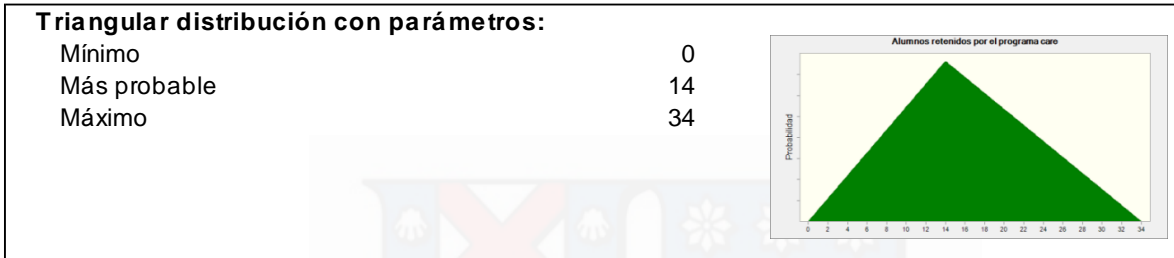 Triangular distribución con parámetros:
Mínimo 0
Más probable 14
Máximo 34
Alumnos retenidos por el programa care
Probabilidad
0 2 4 6 8 10 12 14 16 18 20 22 24 26 28 30 32 34